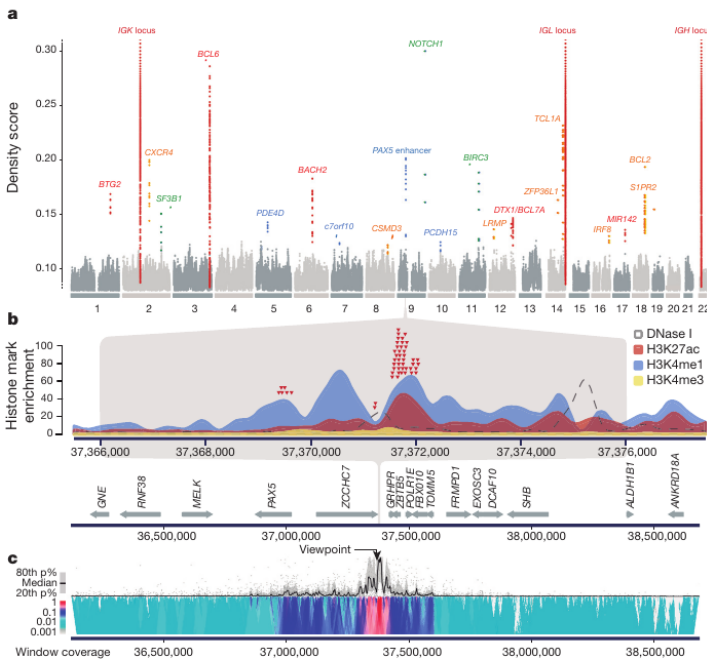 a
IGK locus
IGL locus
IGH locus
NOTCH1
BCL6
0.30
0.25
0.20
0.15
0.10
Density score
TCL1A
CXCR4
PAX5 enhancer
BIRC3
BCL2
BTG2
SF3B1
BACH2
ZFP36L1
S1PR2
PDE4D
c7orf10
CSMD3
PCDH15
LRMP
DTX1/BCL7A
IRF8
MIR142
1 2 3 4 5 6 7 8 9 10 11 12 13 14 15 16 17 18 19 20 21 22
b
DNase I
H3K27ac
H3K4me1
H3K4me3
Histone mark
enrichment
100
80
60
40
20
0
37,366,000 37,368,000 37,370,000 37,372,000 37,374,000 37,376,000
GNE RNF38 MELK PAX5 ZCCHC7 GRHPR ZBTB5 POLR1E FBXO10 TOMM5 FRMPD1 EXOSC3 DCAF10 SHB ALDH1B1 ANKRD18A
36,500,000 37,000,000 37,500,000 38,000,000 38,500,000
c
Viewpoint
80th p%
Median
20th p%
1
0.1
0.01
0.001
Window coverage 36,500,000 37,000,000 37,500,000 38,000,000 38,500,000